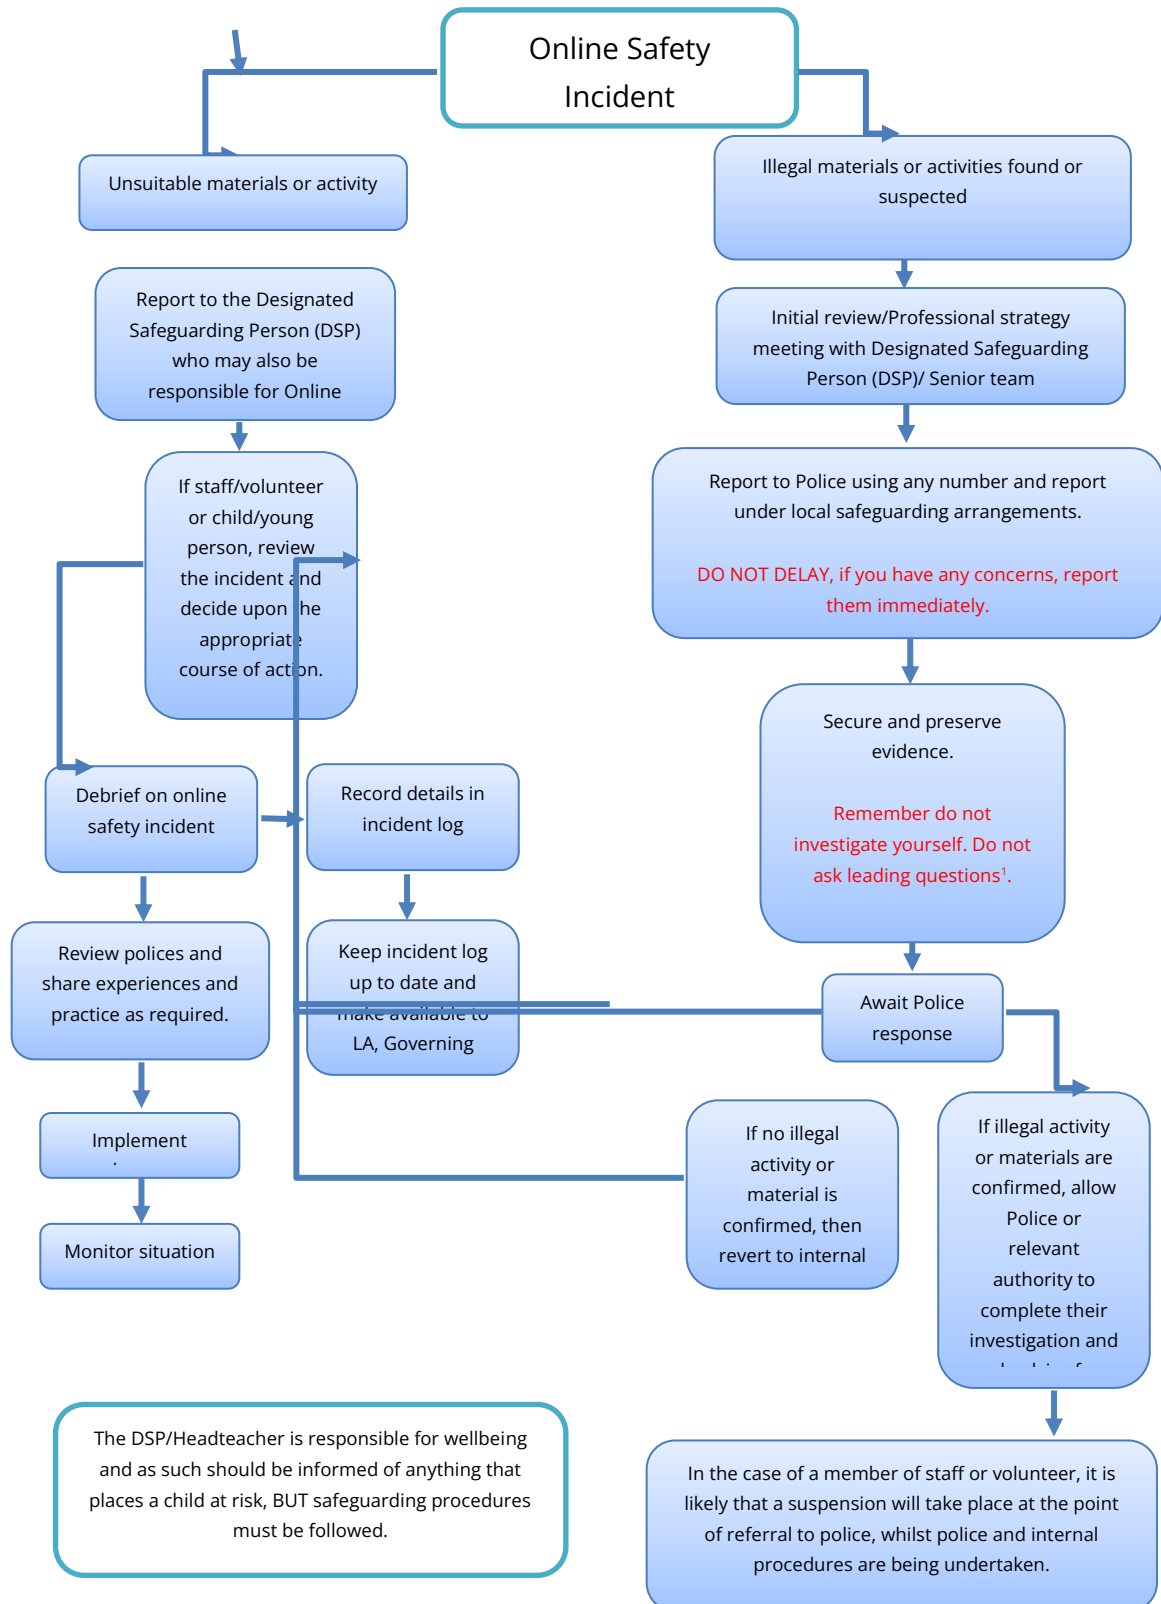 Online Safety
Incident
Unsuitable materials or activity
Illegal materials or activities found or
suspected
Report to the Designated
Safeguarding Person (DSP)
who may also be
responsible for Online
Initial review/Professional strategy
meeting with Designated Safeguarding
Person (DSP)/ Senior team
If staff/volunteer
or child/young
person, review
the incident and
decide upon the
appropriate
course of action.
Report to Police using any number and report
under local safeguarding arrangements.
DO NOT DELAY, if you have any concerns, report
them immediately.
Secure and preserve
evidence.
Remember do not
investigate yourself. Do not
ask leading questions¹.
Debrief on online
safety incident
Record details in
incident log
Review polices and
share experiences and
practice as required.
Keep incident log
up to date and
make available to
LA, Governing
Await Police
response
Implement
Monitor situation
If no illegal
activity or
material is
confirmed, then
revert to internal
If illegal activity
or materials are
confirmed, allow
Police or
relevant
authority to
complete their
investigation and
The DSP/Headteacher is responsible for wellbeing
and as such should be informed of anything that
places a child at risk, BUT safeguarding procedures
must be followed.
In the case of a member of staff or volunteer, it is
likely that a suspension will take place at the point
of referral to police, whilst police and internal
procedures are being undertaken.